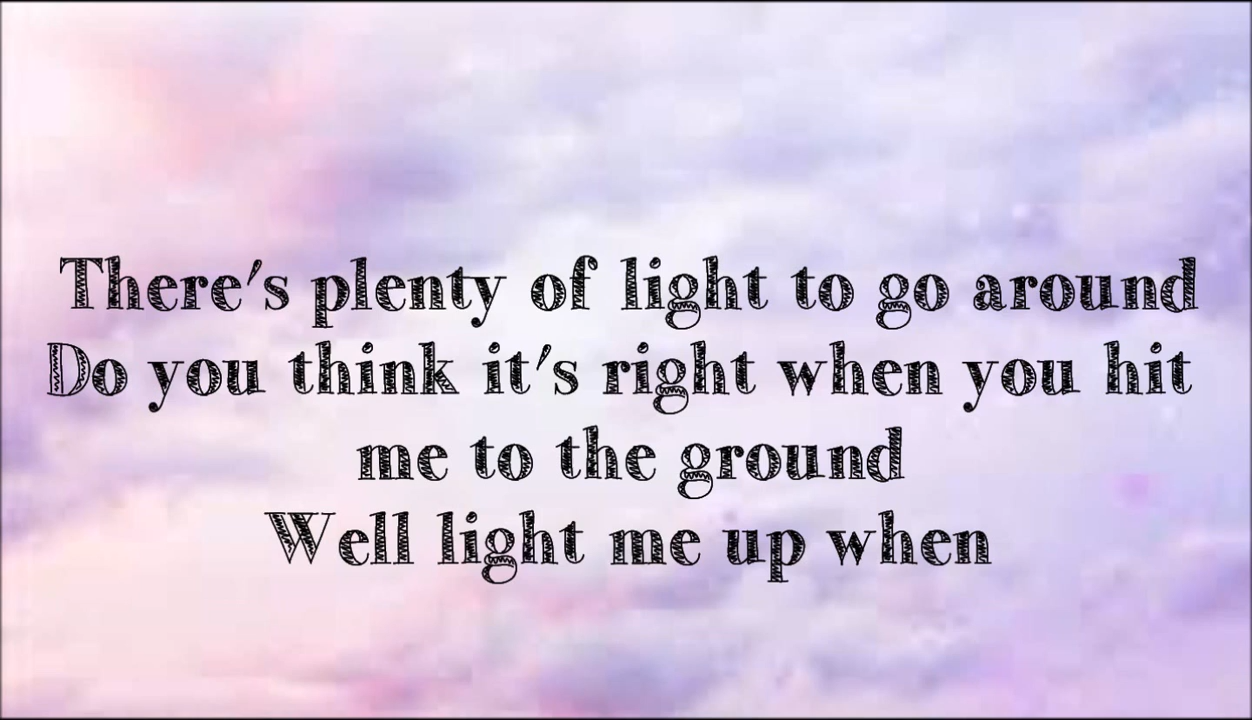 There's plenty of light to go around
Do you think it's right when you hit
me to the ground
Well light me up when